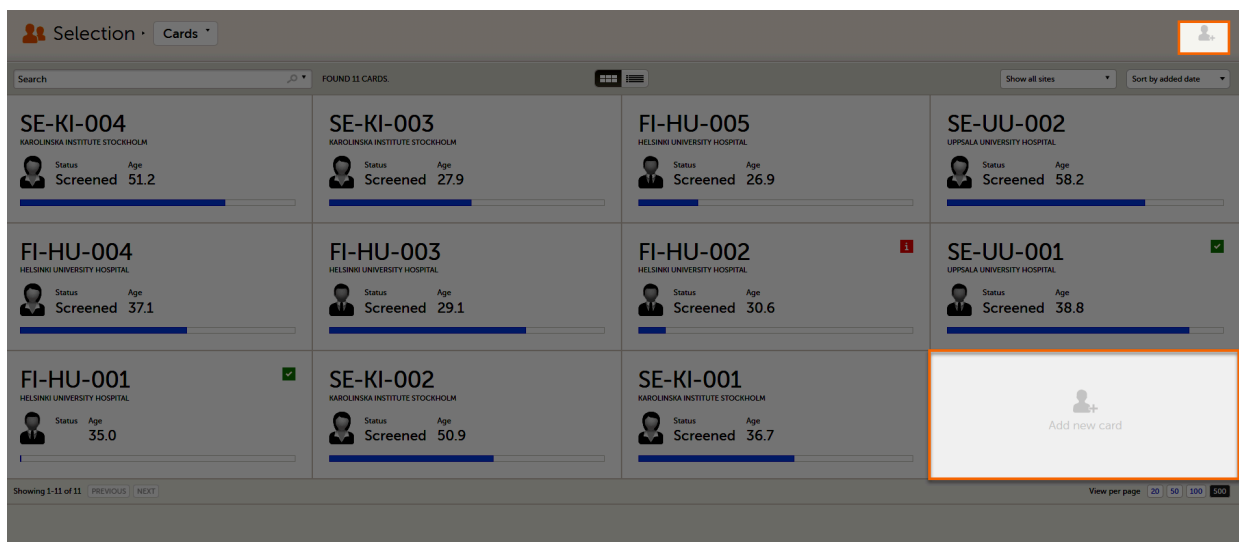 Selection · Cards
Search
FOUND 11 CARDS.
Show all sites
Sort by added date
SE-KI-004
KAROLINSKA INSTITUTE STOCKHOLM
Status Age
Screened 51.2
SE-KI-003
KAROLINSKA INSTITUTE STOCKHOLM
Status Age
Screened 27.9
FI-HU-005
HELSINKI UNIVERSITY HOSPITAL
Status Age
Screened 26.9
SE-UU-002
UPPSALA UNIVERSITY HOSPITAL
Status Age
Screened 58.2
FI-HU-004
HELSINKI UNIVERSITY HOSPITAL
Status Age
Screened 37.1
FI-HU-003
HELSINKI UNIVERSITY HOSPITAL
Status Age
Screened 29.1
FI-HU-002
HELSINKI UNIVERSITY HOSPITAL
Status Age
Screened 30.6
SE-UU-001
UPPSALA UNIVERSITY HOSPITAL
Status Age
Screened 38.8
FI-HU-001
HELSINKI UNIVERSITY HOSPITAL
Status Age
35.0
SE-KI-002
KAROLINSKA INSTITUTE STOCKHOLM
Status Age
Screened 50.9
SE-KI-001
KAROLINSKA INSTITUTE STOCKHOLM
Status Age
Screened 36.7
Add new card
Showing 1-11 of 11 PREVIOUS NEXT
View per page 20 50 100 500